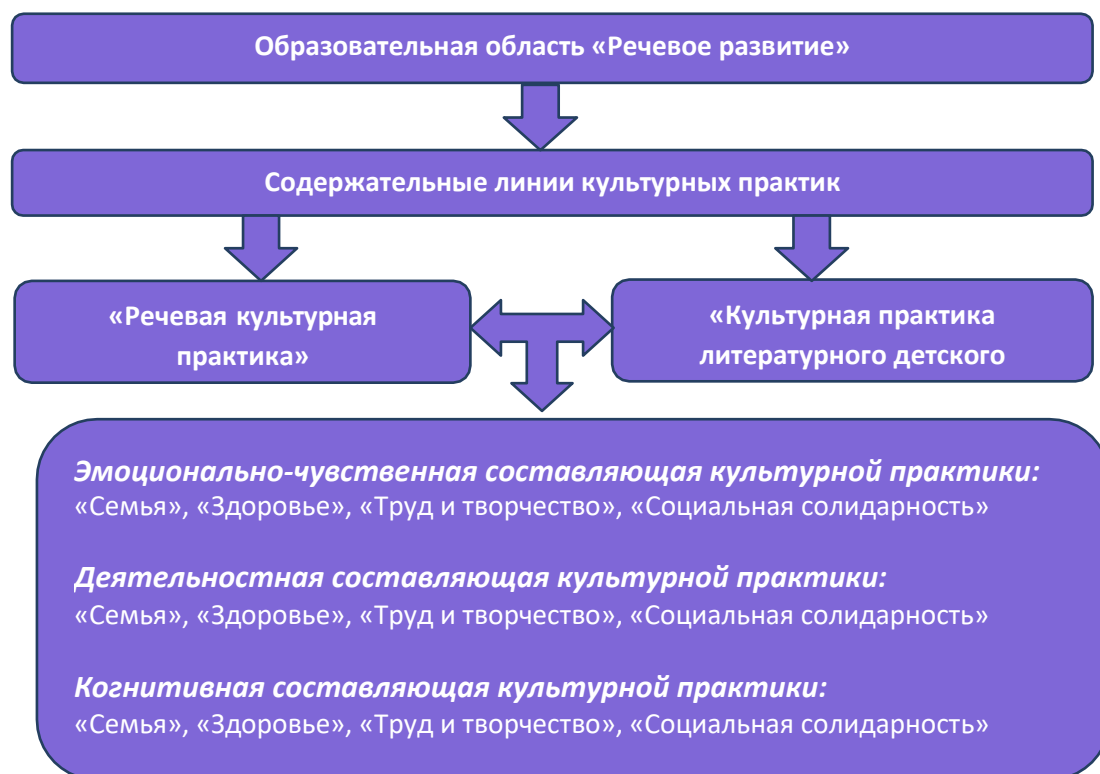 Образовательная область «Речевое развитие»
Содержательные линии культурных практик
«Речевая культурная
практика»
«Культурная практика
литературного детского
Эмоционально-чувственная составляющая культурной практики:
«Семья», «Здоровье», «Труд и творчество», «Социальная солидарность»
Деятельностная составляющая культурной практики:
«Семья», «Здоровье», «Труд и творчество», «Социальная солидарность»
Когнитивная составляющая культурной практики:
«Семья», «Здоровье», «Труд и творчество», «Социальная солидарность»